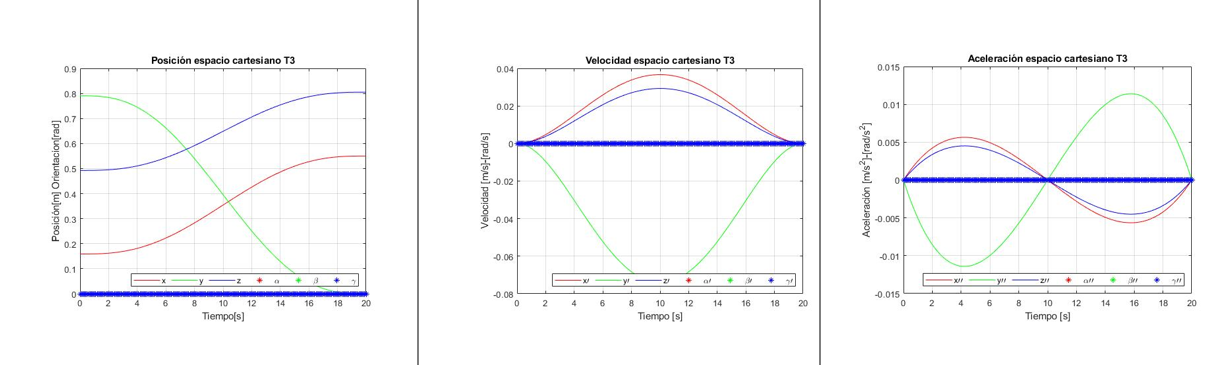 Posición espacio cartesiano T3
Posición[m] Orientacion[rad]
0.9
0.8
0.7
0.6
0.5
0.4
0.3
0.2
0.1
0
x y z α β γ
0 2 4 6 8 10 12 14 16 18 20
Tiempo[s]
Velocidad espacio cartesiano T3
Velocidad [m/s]-[rad/s]
0.04
0.02
0
-0.02
-0.04
-0.06
-0.08
x′ y′ z′ α′ β′ γ′
0 2 4 6 8 10 12 14 16 18 20
Tiempo [s]
Aceleración espacio cartesiano T3
Aceleración [m/s²]-[rad/s²]
0.015
0.01
0.005
0
-0.005
-0.01
-0.015
x′′ y′′ z′′ α′′ β′′ γ′′
0 2 4 6 8 10 12 14 16 18 20
Tiempo [s]